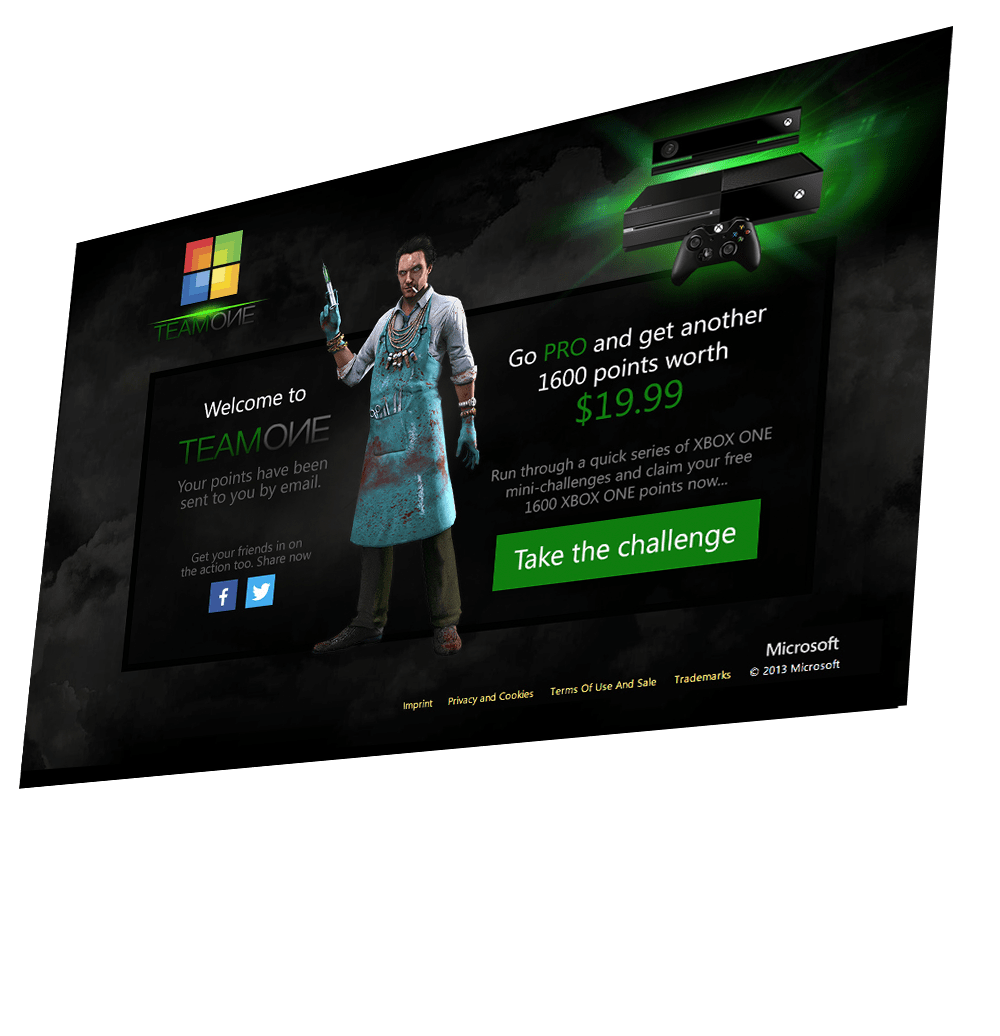 TEAMONE
Welcome to
TEAMONE
Your points have been
sent to you by email.
Get your friends in on
the action too. Share now
Go PRO and get another
1600 points worth
$19.99
Run through a quick series of XBOX ONE
mini-challenges and claim your free
1600 XBOX ONE points now...
Take the challenge
Microsoft
Imprint Privacy and Cookies Terms Of Use And Sale Trademarks © 2013 Microsoft